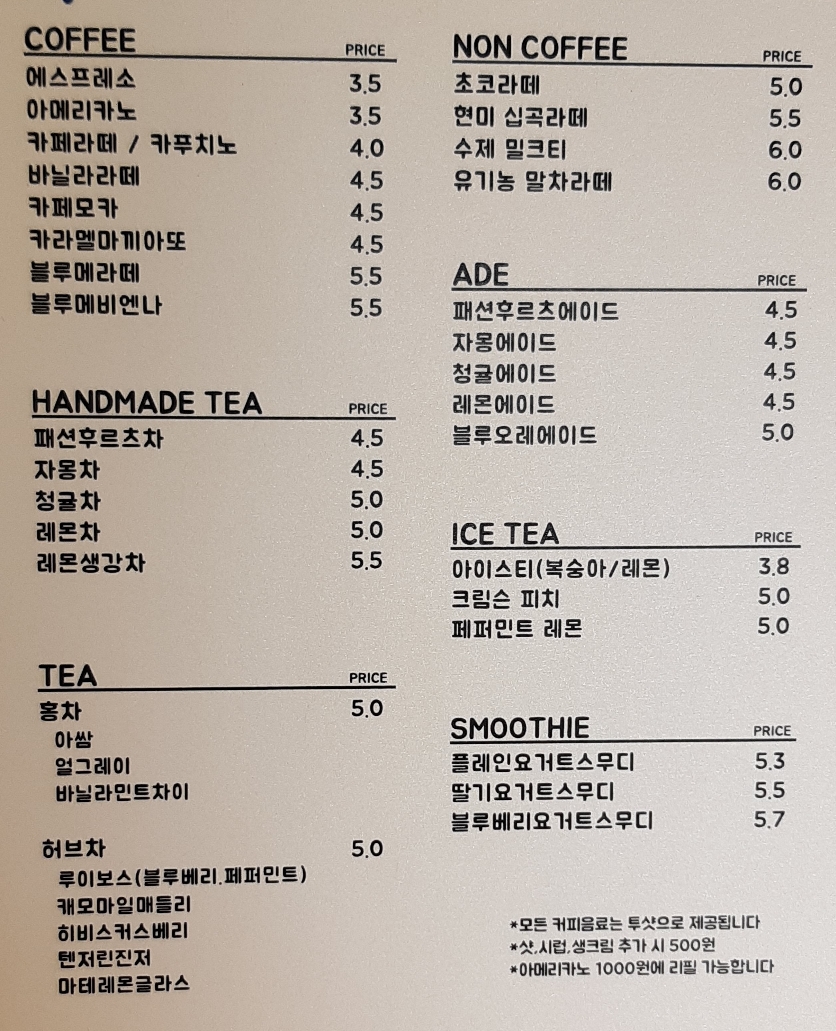 COFFEE PRICE
에스프레소 3.5
아메리카노 3.5
카페라떼 / 카푸치노 4.0
바닐라라떼 4.5
카페모카 4.5
카라멜마끼아또 4.5
블루메라떼 5.5
블루메비엔나 5.5
HANDMADE TEA PRICE
패션후르츠차 4.5
자몽차 4.5
청귤차 5.0
레몬차 5.0
레몬생강차 5.5
TEA PRICE
홍차 5.0
아쌈
얼그레이
바닐라민트차이
허브차 5.0
루이보스(블루베리.페퍼민트)
캐모마일애플리
히비스커스베리
텐저린진저
마테레몬글라스
NON COFFEE PRICE
초코라떼 5.0
현미 십곡라떼 5.5
수제 밀크티 6.0
유기농 말차라떼 6.0
ADE PRICE
패션후르츠에이드 4.5
자몽에이드 4.5
청귤에이드 4.5
레몬에이드 4.5
블루오레에이드 5.0
ICE TEA PRICE
아이스티(복숭아/레몬) 3.8
크림슨 피치 5.0
페퍼민트 레몬 5.0
SMOOTHIE PRICE
플레인요거트스무디 5.3
딸기요거트스무디 5.5
블루베리요거트스무디 5.7
*모든 커피음료는 투샷으로 제공됩니다
*샷,시럽,생크림 추가 시 500원
*아메리카노 1000원에 리필 가능합니다